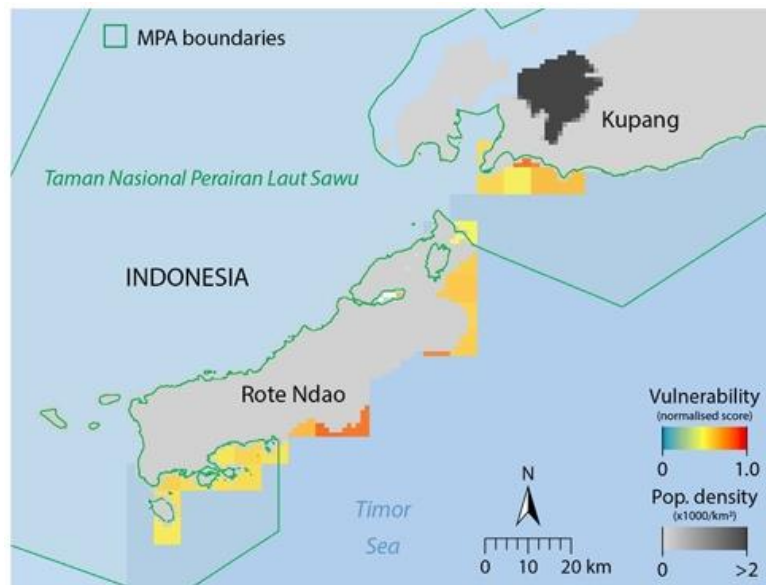 MPA boundaries
Kupang
Taman Nasional Perairan Laut Sawu
INDONESIA
Rote Ndao
Timor
Sea
N
0 10 20 km
Vulnerability
(normalised score)
0 1.0
Pop. density
(x1000/km²)
0 >2